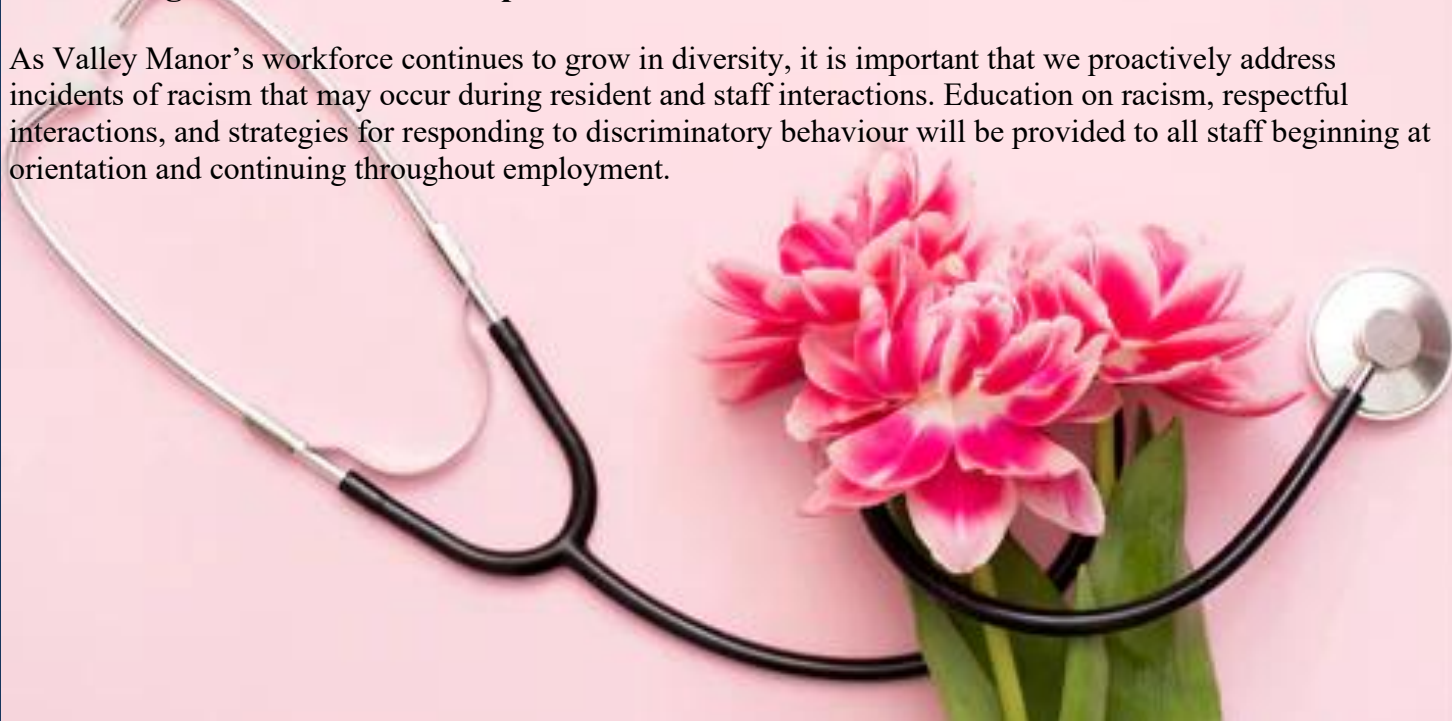 As Valley Manor’s workforce continues to grow in diversity, it is important that we proactively address
incidents of racism that may occur during resident and staff interactions. Education on racism, respectful
interactions, and strategies for responding to discriminatory behaviour will be provided to all staff beginning at
orientation and continuing throughout employment.